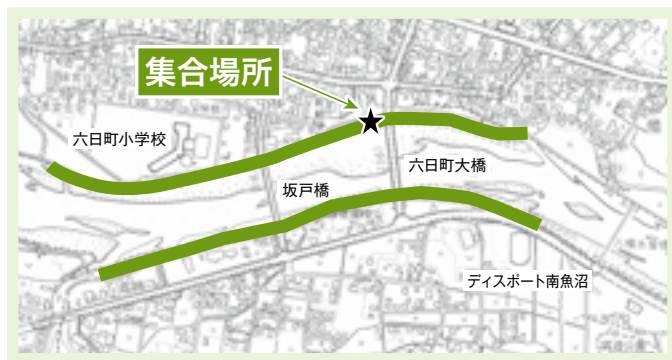 集合場所
六日町小学校
六日町大橋
坂戸橋
ディスポート南魚沼